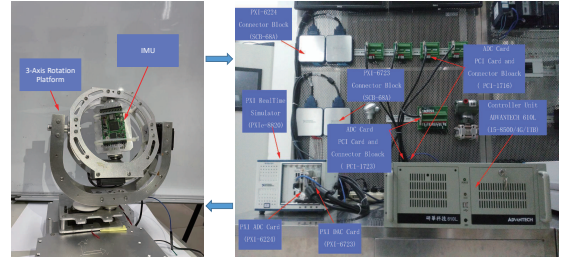 IMU
3-Axis Rotation
Platform
PXI-6224
Connector Block
(SCB-68A)
PXI-6723
Connector Block
(SCB-68A)
ADC Card
PCI Card and
Connector Bloack
( PCI-1716)
PXI RealTime
Simulator
(PXIe-8820)
ADC Card
PCI Card and
Connector Bloack
( PCI-1723)
Controller Unit
ADVANTECH 610L
(i5-6500/4G/1TB)
PXI ADC Card
(PXI-6224)
PXI DAC Card
(PXI-6723)
研華科技 610L
ADVANTECH